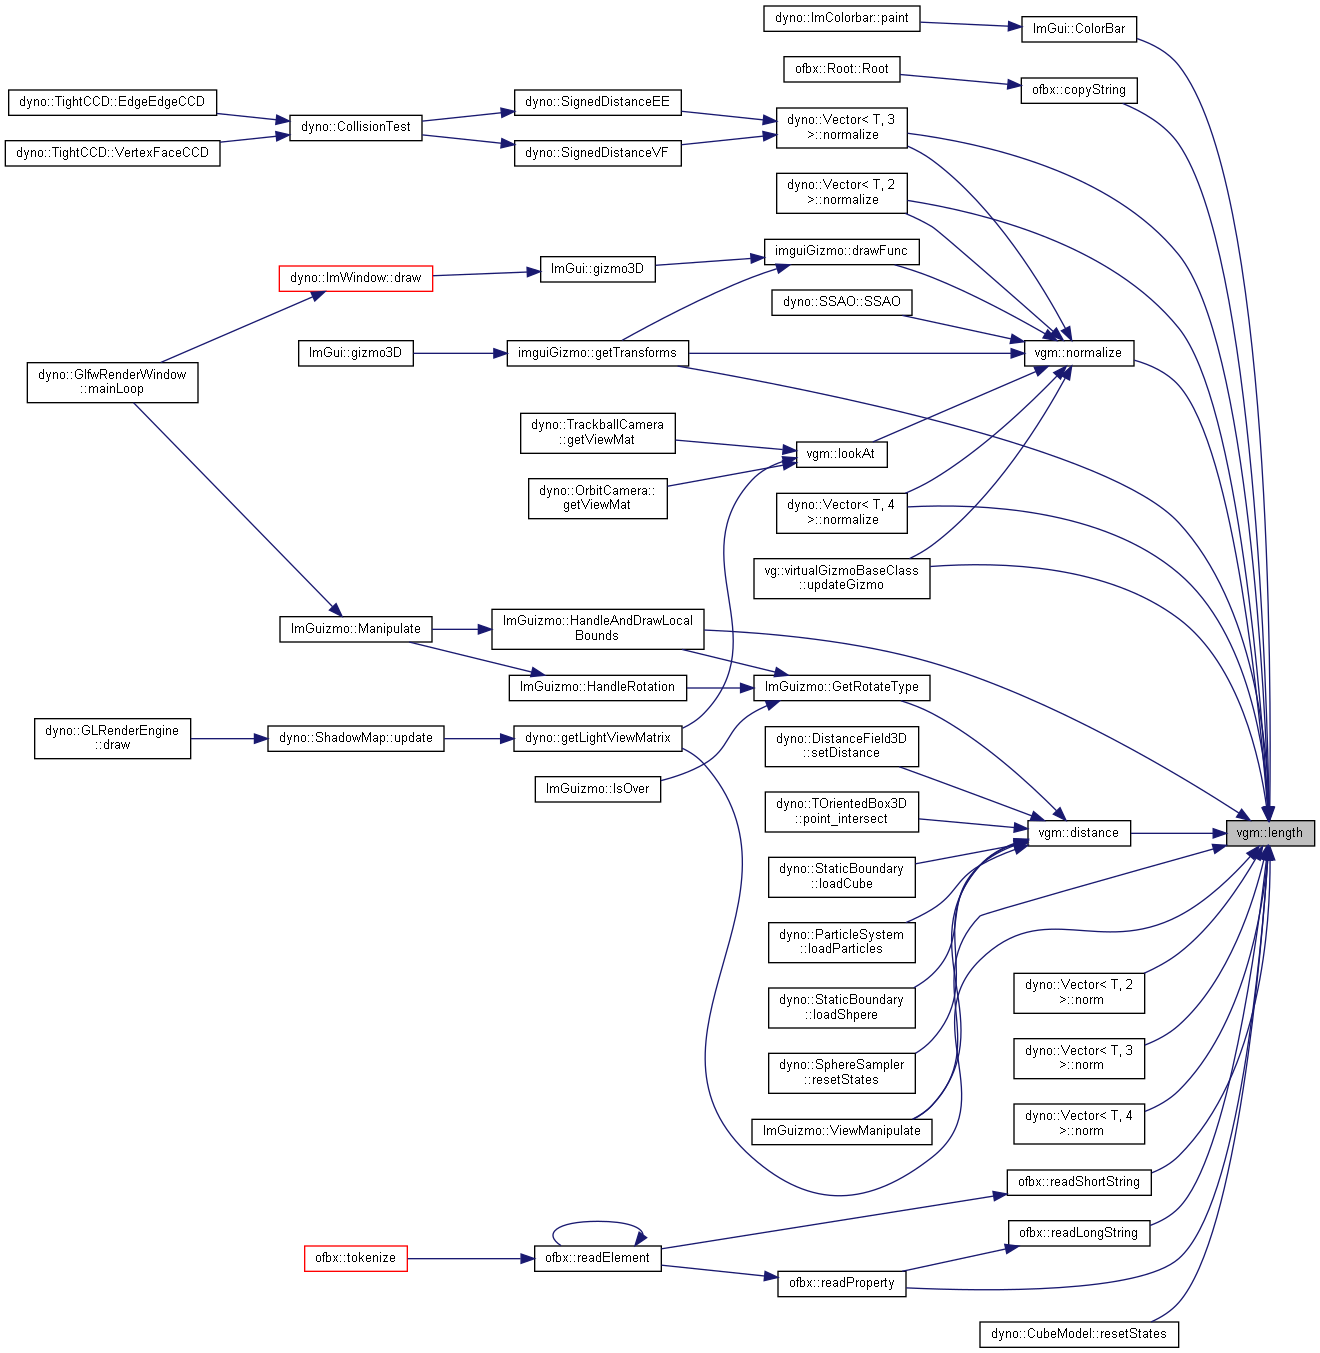 dyno::ImColorbar::paint
ImGui::ColorBar
ofbx::Root::Root
ofbx::copyString
dyno::TightCCD::EdgeEdgeCCD
dyno::SignedDistanceEE
dyno::Vector< T, 3
>::normalize
dyno::CollisionTest
dyno::TightCCD::VertexFaceCCD
dyno::SignedDistanceVF
dyno::Vector< T, 2
>::normalize
imguiGizmo::drawFunc
ImGui::gizmo3D
dyno::ImWindow::draw
dyno::SSAO::SSAO
ImGui::gizmo3D
imguiGizmo::getTransforms
vgm::normalize
dyno::GlfwRenderWindow
::mainLoop
dyno::TrackballCamera
::getViewMat
vgm::lookAt
dyno::OrbitCamera::
getViewMat
dyno::Vector< T, 4
>::normalize
vg::virtualGizmoBaseClass
::updateGizmo
ImGuizmo::Manipulate
ImGuizmo::HandleAndDrawLocal
Bounds
ImGuizmo::HandleRotation
ImGuizmo::GetRotateType
dyno::GLRenderEngine
::draw
dyno::ShadowMap::update
dyno::getLightViewMatrix
dyno::DistanceField3D
::setDistance
ImGuizmo::IsOver
dyno::TOrientedBox3D
::point_intersect
vgm::distance
vgm::length
dyno::StaticBoundary
::loadCube
dyno::ParticleSystem
::loadParticles
dyno::Vector< T, 2
>::norm
dyno::StaticBoundary
::loadShpere
dyno::Vector< T, 3
>::norm
dyno::SphereSampler
::resetStates
dyno::Vector< T, 4
>::norm
ImGuizmo::ViewManipulate
ofbx::readShortString
ofbx::readLongString
ofbx::tokenize
ofbx::readElement
ofbx::readProperty
dyno::CubeModel::resetStates